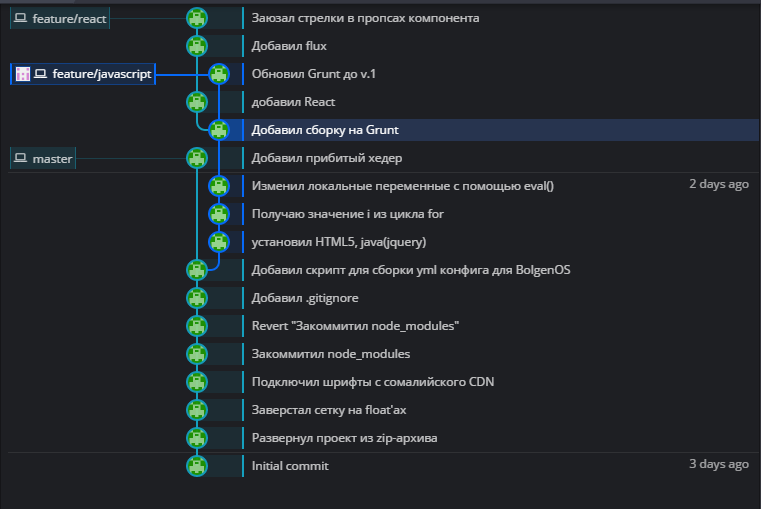 feature/react Заюзал стрелки в пропсах компонента
Добавил flux
feature/javascript Обновил Grunt до v.1
добавил React
Добавил сборку на Grunt
master Добавил прибитый хедер
Изменил локальные переменные с помощью eval() 2 days ago
Получаю значение i из цикла for
установил HTML5, java(jquery)
Добавил скрипт для сборки yml конфига для BolgenOS
Добавил .gitignore
Revert "Закоммитил node_modules"
Закоммитил node_modules
Подключил шрифты с сомалийского CDN
Заверстал сетку на float'ах
Развернул проект из zip-архива
Initial commit 3 days ago